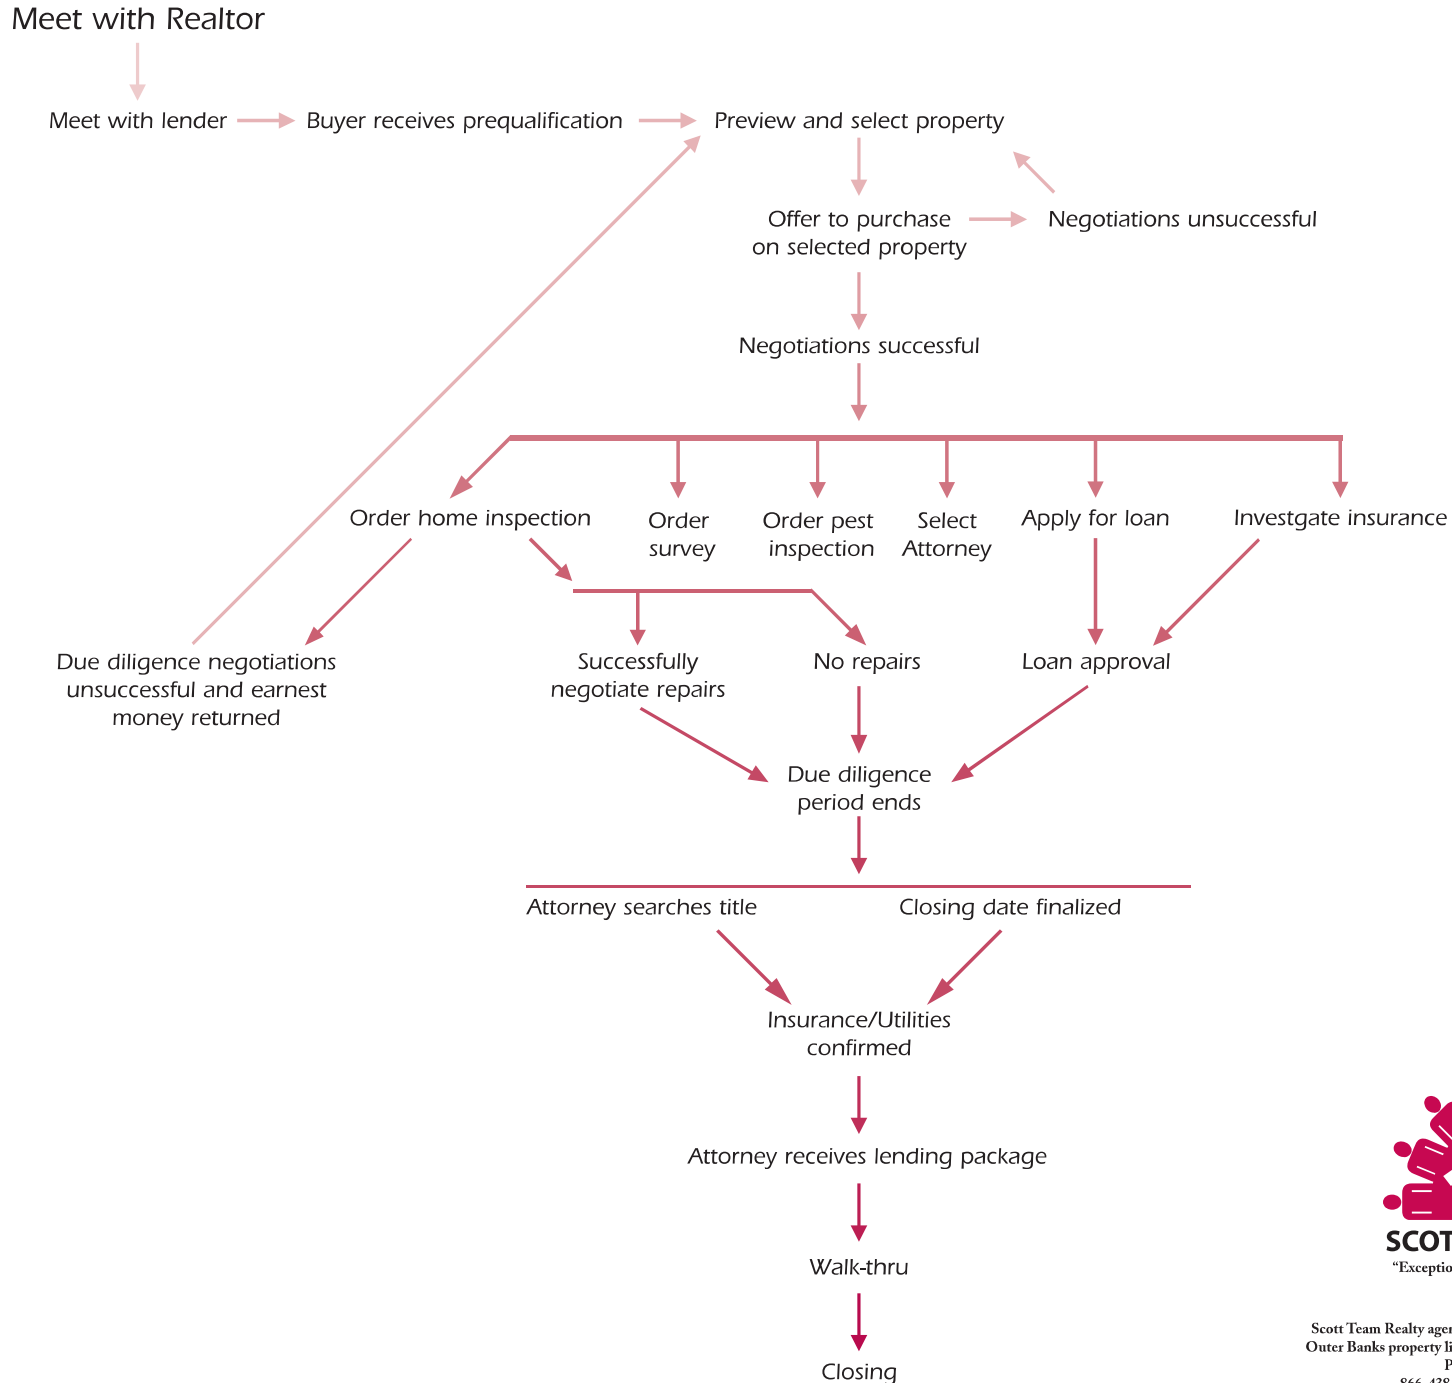 Meet with Realtor
Meet with lender
Buyer receives prequalification
Preview and select property
Offer to purchase
on selected property
Negotiations unsuccessful
Negotiations successful
Order home inspection
Order
survey
Order pest
inspection
Select
Attorney
Apply for loan
Investgate insurance
Due diligence negotiations
unsuccessful and earnest
money returned
Successfully
negotiate repairs
No repairs
Loan approval
Due diligence
period ends
Attorney searches title
Closing date finalized
Insurance/Utilities
confirmed
Attorney receives lending package
Walk-thru
Closing
SCOT
“Exceptio
Scott Team Realty agen
Outer Banks property li
P